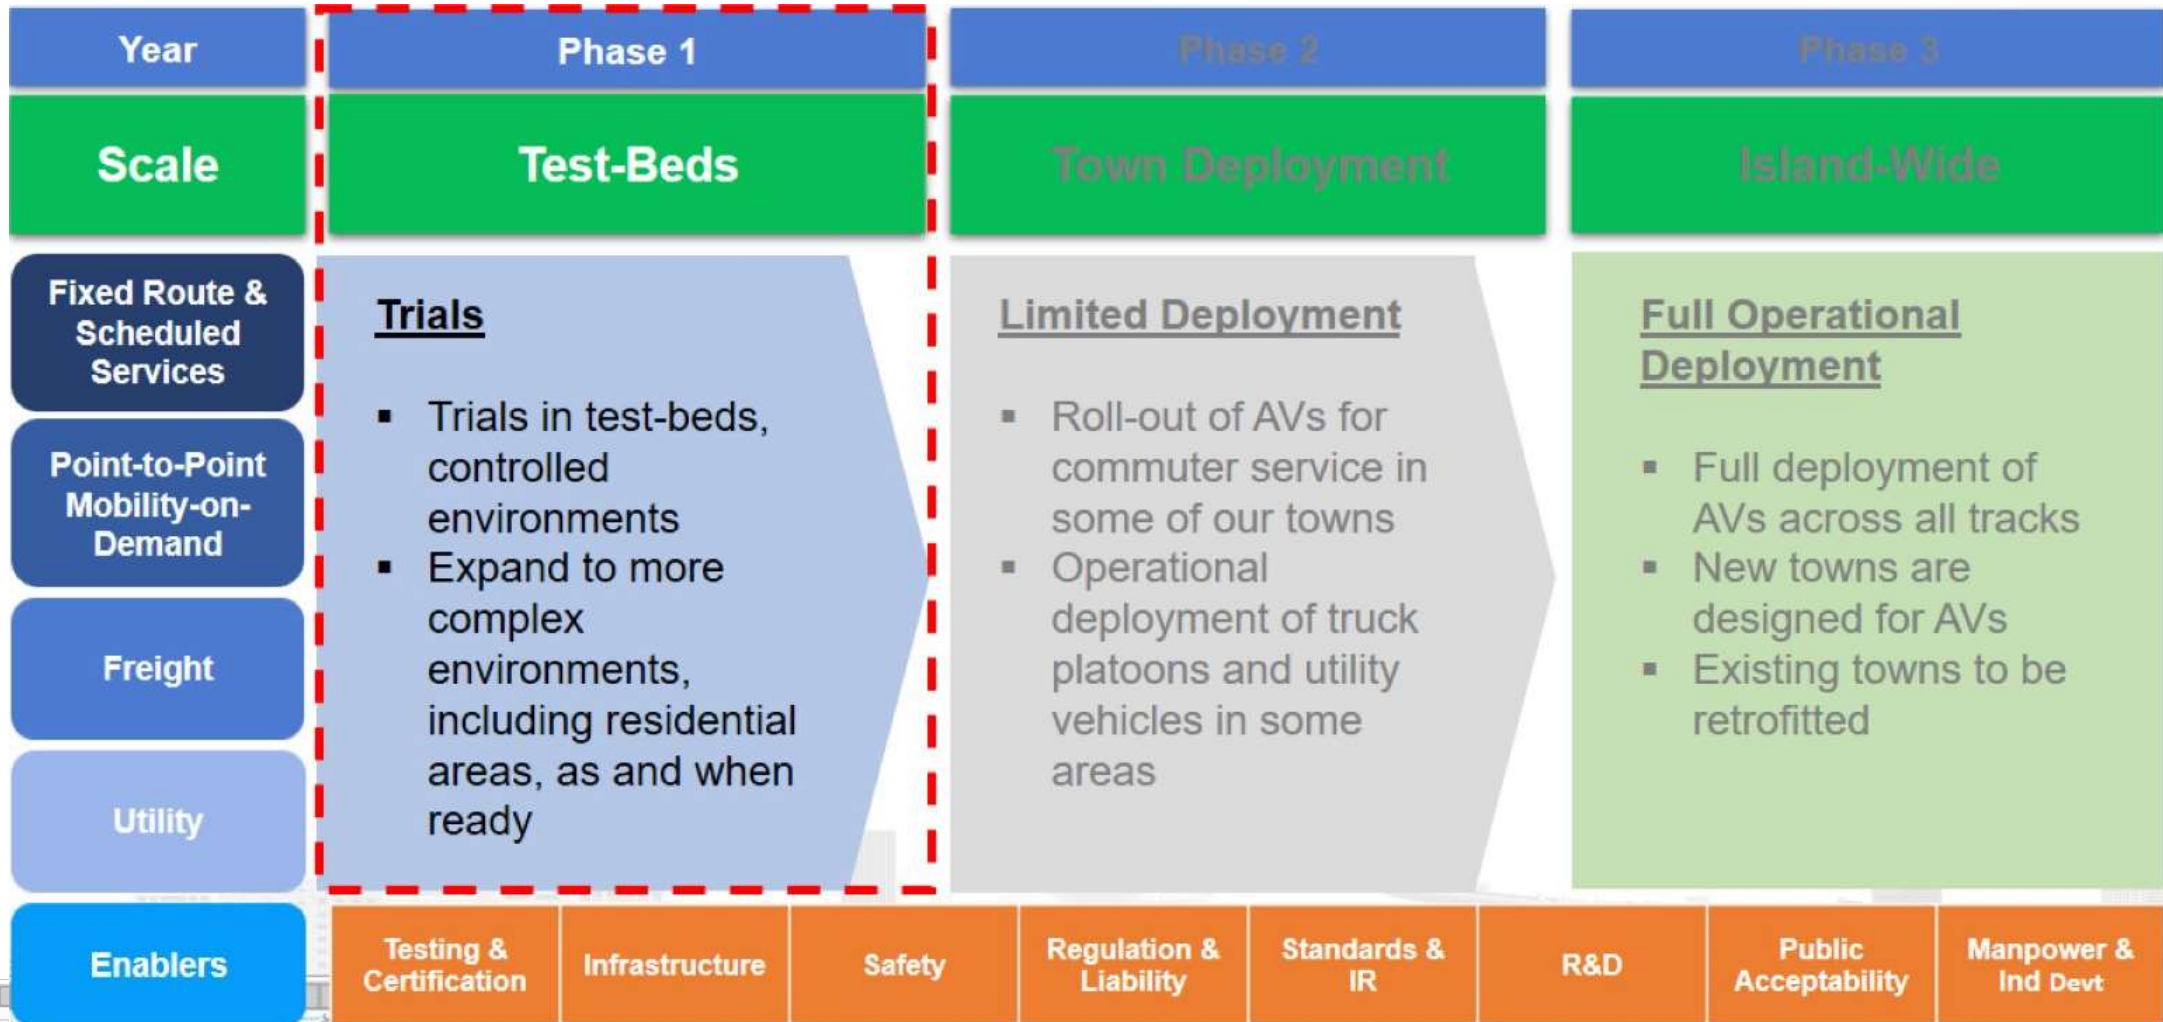 Year
Phase 1
Phase 2
Phase 3
Scale
Test-Beds
Town Deployment
Island-Wide
Fixed Route &
Scheduled
Services
Point-to-Point
Mobility-on-
Demand
Freight
Utility
Trials
▪ Trials in test-beds,
controlled
environments
▪ Expand to more
complex
environments,
including residential
areas, as and when
ready
Limited Deployment
▪ Roll-out of AVs for
commuter service in
some of our towns
▪ Operational
deployment of truck
platoons and utility
vehicles in some
areas
Full Operational
Deployment
▪ Full deployment of
AVs across all tracks
▪ New towns are
designed for AVs
▪ Existing towns to be
retrofitted
Enablers
Testing &
Certification
Infrastructure
Safety
Regulation &
Liability
Standards &
IR
R&D
Public
Acceptability
Manpower &
Ind Devt